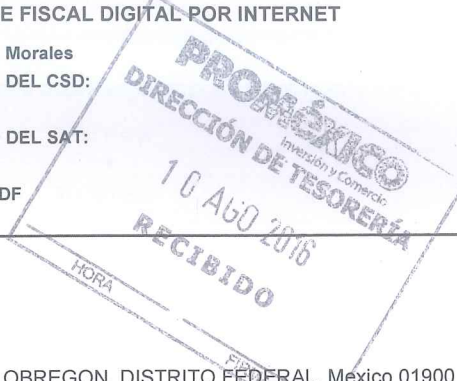 E FISCAL DIGITAL POR INTERNET
Morales
DEL CSD:
DEL SAT:
DF
PROMÉXICO
Inversión y Comercio
DIRECCIÓN DE TESORERÍA
10 AGO 2016
RECIBIDO
HORA
OBREGON, DISTRITO FEDERAL, Mexico 01900